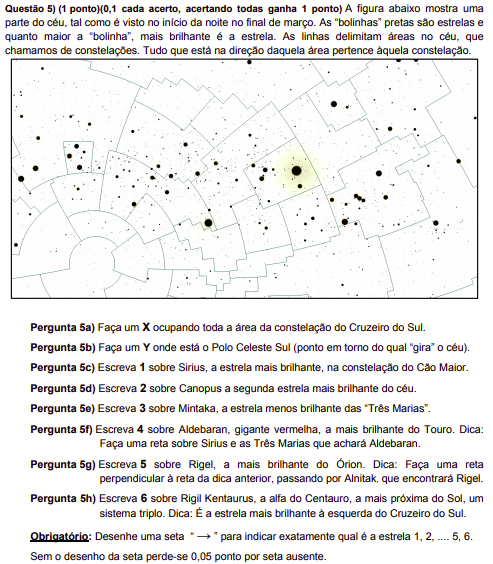 Questão 5) (1 ponto)(0,1 cada acerto, acertando todas ganha 1 ponto) A figura abaixo mostra uma
parte do céu, tal como é visto no início da noite no final de março. As “bolinhas” pretas são estrelas e
quanto maior a “bolinha”, mais brilhante é a estrela. As linhas delimitam áreas no céu, que
chamamos de constelações. Tudo que está na direção daquela área pertence àquela constelação.
Pergunta 5a) Faça um X ocupando toda a área da constelação do Cruzeiro do Sul.
Pergunta 5b) Faça um Y onde está o Polo Celeste Sul (ponto em torno do qual “gira” o céu).
Pergunta 5c) Escreva 1 sobre Sirius, a estrela mais brilhante, na constelação do Cão Maior.
Pergunta 5d) Escreva 2 sobre Canopus a segunda estrela mais brilhante do céu.
Pergunta 5e) Escreva 3 sobre Mintaka, a estrela menos brilhante das “Três Marias”.
Pergunta 5f) Escreva 4 sobre Aldebaran, gigante vermelha, a mais brilhante do Touro. Dica:
Faça uma reta sobre Sirius e as Três Marias que achará Aldebaran.
Pergunta 5g) Escreva 5 sobre Rigel, a mais brilhante do Órion. Dica: Faça uma reta
perpendicular à reta da dica anterior, passando por Alnitak, que encontrará Rigel.
Pergunta 5h) Escreva 6 sobre Rigil Kentaurus, a alfa do Centauro, a mais próxima do Sol, um
sistema triplo. Dica: É a estrela mais brilhante à esquerda do Cruzeiro do Sul.
Obrigatório: Desenhe uma seta “ → ” para indicar exatamente qual é a estrela 1, 2, .... 5, 6.
Sem o desenho da seta perde-se 0,05 ponto por seta ausente.